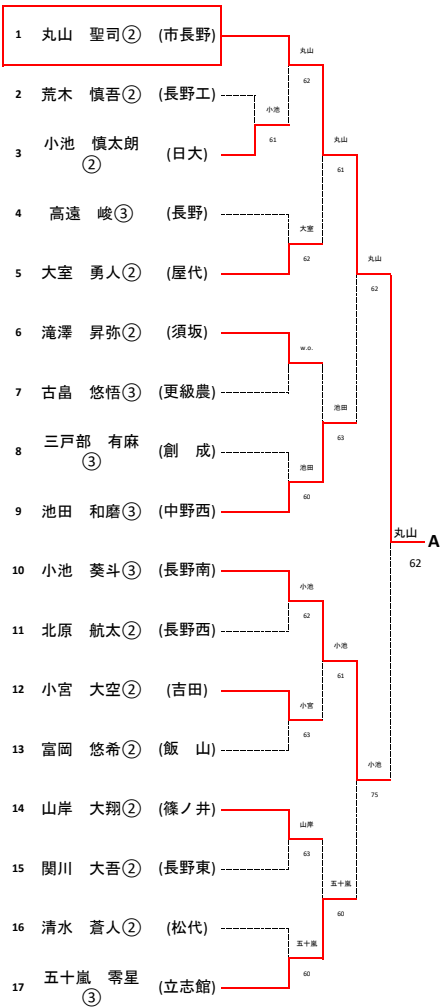 1 丸山 聖司② (市長野)
2 荒木 慎吾② (長野工)
3 小池 慎太朗② (日大)
4 高遠 峻③ (長野)
5 大室 勇人② (屋代)
6 滝澤 昇弥② (須坂)
7 古畠 悠悟③ (更級農)
8 三戸部 有麻③ (創 成)
9 池田 和磨③ (中野西)
10 小池 葵斗③ (長野南)
11 北原 航太② (長野西)
12 小宮 大空② (吉田)
13 富岡 悠希② (飯 山)
14 山岸 大翔② (篠ノ井)
15 関川 大吾② (長野東)
16 清水 蒼人② (松代)
17 五十嵐 零星③ (立志館)
小池
61
丸山
62
大室
62
w.o.
池田
60
小池
62
小宮
63
山岸
63
五十嵐
60
丸山
61
池田
63
小池
61
五十嵐
60
丸山
62
小池
75
丸山
62
A